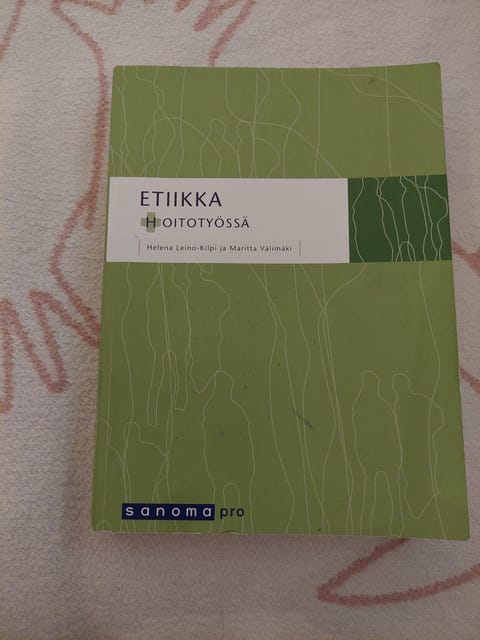 ETIIKKA
HOITOTYÖSSÄ
Helena Leino-Kilpi ja Maritta Välimäki
sanoma pro